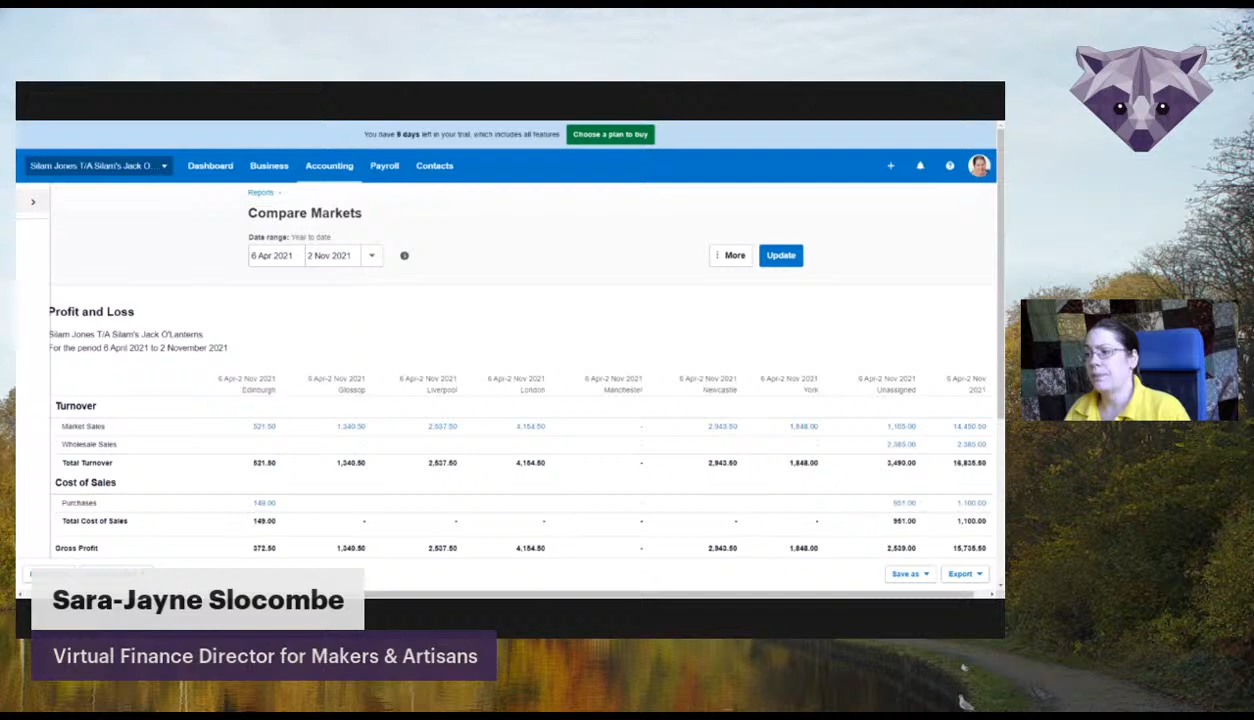 You have 9 days left in your trial, which includes all features Choose a plan to buy
Silam Jones T/A Silam's Jack O... Dashboard Business Accounting Payroll Contacts
Reports
Compare Markets
Date range: Year to date
6 Apr 2021 2 Nov 2021 More Update
Profit and Loss
Silam Jones T/A Silam's Jack O'Lanterns
For the period 6 April 2021 to 2 November 2021
6 Apr-2 Nov 2021 6 Apr-2 Nov 2021 6 Apr-2 Nov 2021 6 Apr-2 Nov 2021 6 Apr-2 Nov 2021 6 Apr-2 Nov 2021 6 Apr-2 Nov 2021 6 Apr-2 Nov 2021 6 Apr-2 Nov
Edinburgh Glossop Liverpool London Manchester Newcastle York Unassigned 2021
Turnover
Market Sales 521.50 1,340.50 2,537.50 4,154.50 - 2,943.50 1,848.00 1,105.00 14,450.50
Wholesale Sales - - 2,385.00 2,385.00
Total Turnover 521.50 1,340.50 2,537.50 4,154.50 - 2,943.50 1,848.00 3,490.00 16,835.50
Cost of Sales
Purchases 149.00 - 951.00 1,100.00
Total Cost of Sales 149.00 - - - - - - 951.00 1,100.00
Gross Profit 372.50 1,340.50 2,537.50 4,154.50 - 2,943.50 1,848.00 2,539.00 15,735.50
Save as Export
Sara-Jayne Slocombe
Virtual Finance Director for Makers & Artisans